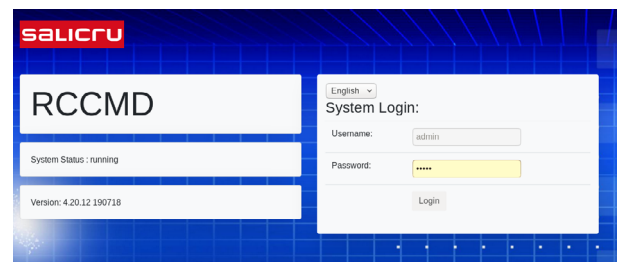 salicru
RCCMD
System Status : running
Version: 4.20.12 190718
English
System Login:
Username:
admin
Password:
•••••
Login